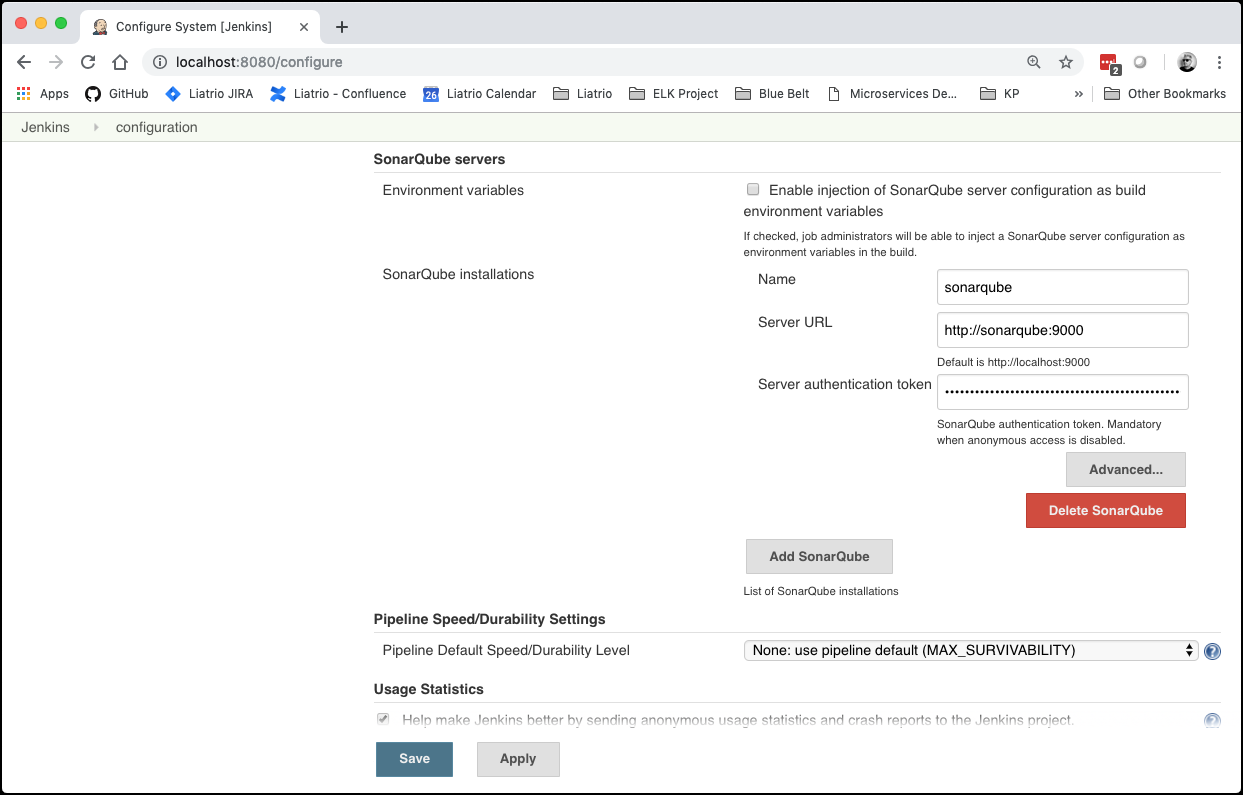 Configure System [Jenkins]
localhost:8080/configure
2
Apps GitHub Liatrio JIRA Liatrio - Confluence 26 Liatrio Calendar Liatrio ELK Project Blue Belt Microservices De... KP » Other Bookmarks
Jenkins configuration
SonarQube servers
Environment variables
Enable injection of SonarQube server configuration as build
environment variables
If checked, job administrators will be able to inject a SonarQube server configuration as
environment variables in the build.
SonarQube installations
Name
sonarqube
Server URL
http://sonarqube:9000
Default is http://localhost:9000
Server authentication token
••••••••••••••••••••••••••••••••••••••••••••••••
SonarQube authentication token. Mandatory
when anonymous access is disabled.
Advanced...
Delete SonarQube
Add SonarQube
List of SonarQube installations
Pipeline Speed/Durability Settings
Pipeline Default Speed/Durability Level
None: use pipeline default (MAX_SURVIVABILITY)
Usage Statistics
Help make Jenkins better by sending anonymous usage statistics and crash reports to the Jenkins project.
Save
Apply